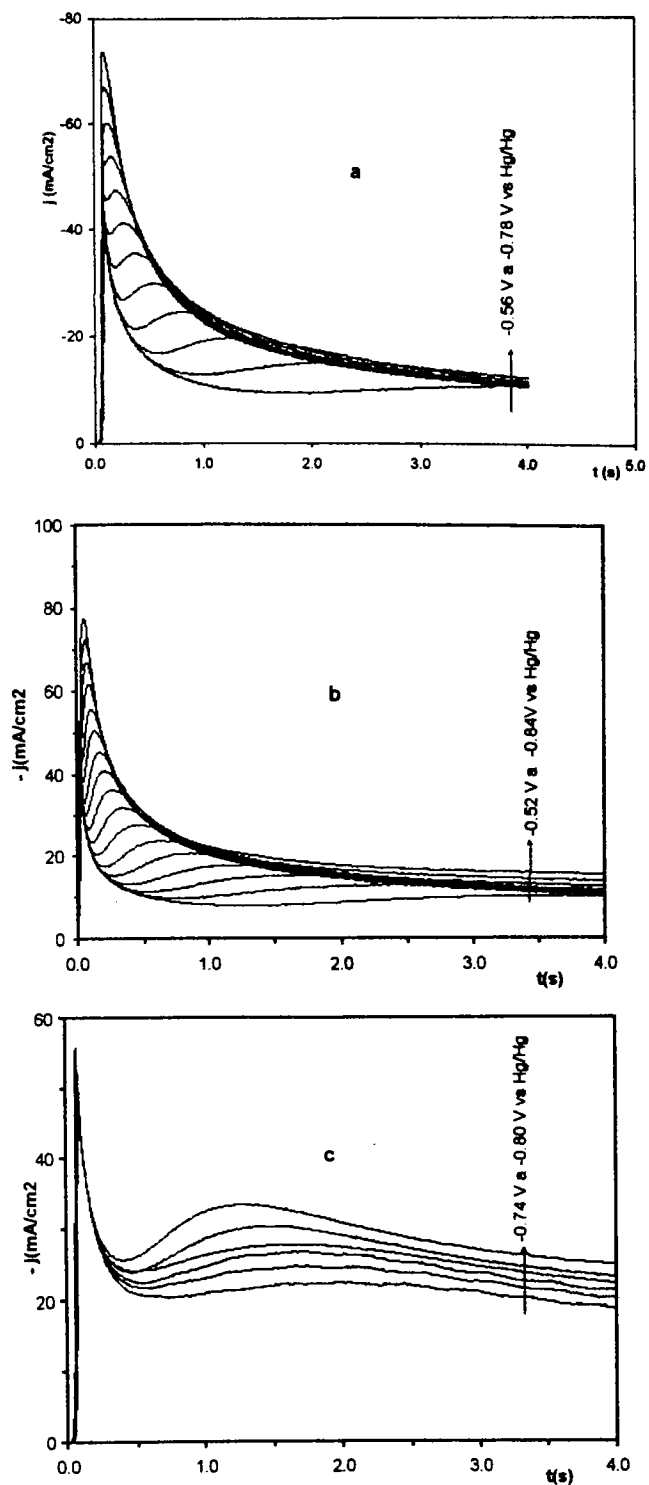 -80
-60
-40
-20
0
j (mA/cm2)
a
-0.56 V a -0.78 V vs Hg/Hg
0.0 1.0 2.0 3.0 4.0 5.0
t (s)
100
80
60
40
20
0
- j(mA/cm2
b
-0.52 V a -0.84V vs Hg/Hg
0.0 1.0 2.0 3.0 4.0
t(s)
60
40
20
0
- j(mA/cm2
c
-0.74 V a -0.80 V vs Hg/Hg
0.0 1.0 2.0 3.0 4.0
t(s)